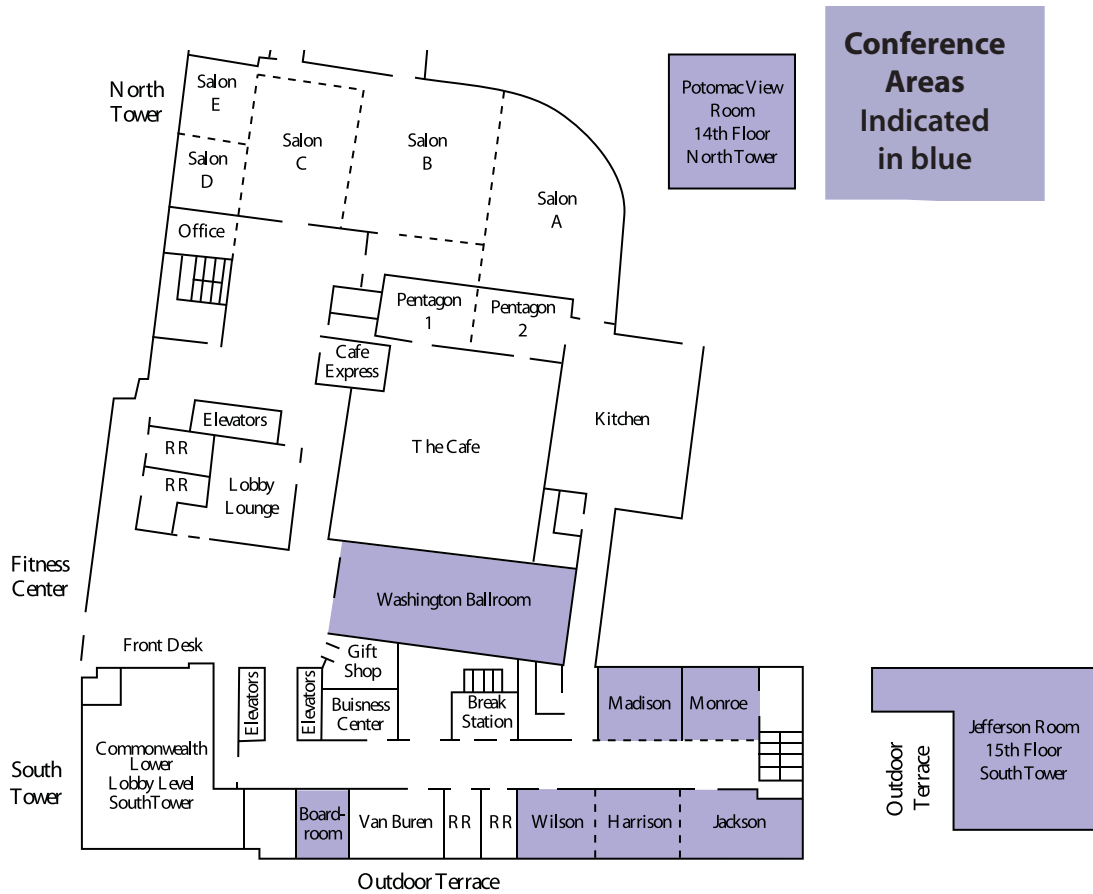 Conference
Areas
Indicated
in blue
Potomac View
Room
14th Floor
North Tower
North
Tower
Salon
E
Salon
D
Salon
C
Salon
B
Salon
A
Office
Pentagon
1
Pentagon
2
Cafe
Express
Elevators
RR
RR
Lobby
Lounge
The Cafe
Kitchen
Fitness
Center
Washington Ballroom
Front Desk
Gift
Shop
Elevators
Elevators
Buisness
Center
Break
Station
Madison
Monroe
Commonwealth
Lower
Lobby Level
SouthTower
South
Tower
Board-
room
Van Buren
RR
RR
Wilson
Harrison
Jackson
Outdoor Terrace
Outdoor
Terrace
Jefferson Room
15th Floor
South Tower